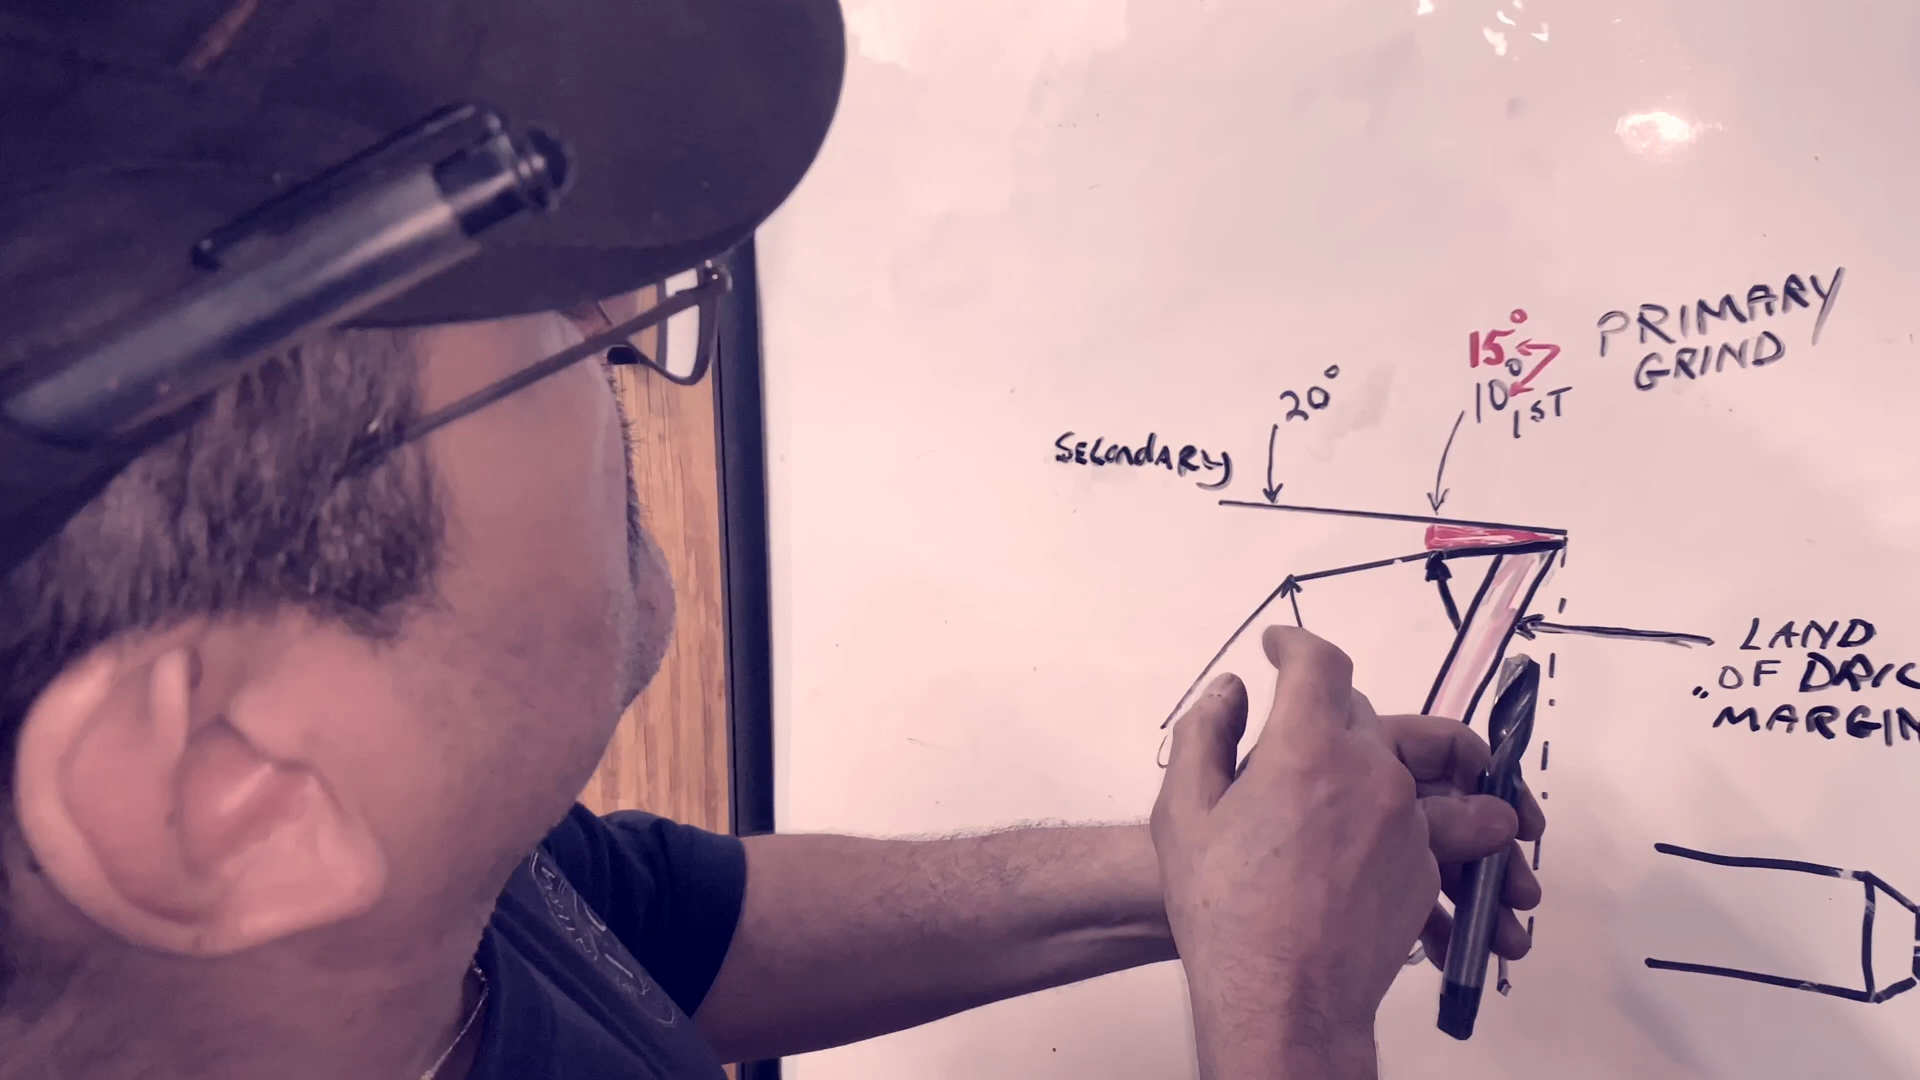 15°
10°
1ST
PRIMARY
GRIND
20°
SECONDARY
LAND
OF
"MARGIN